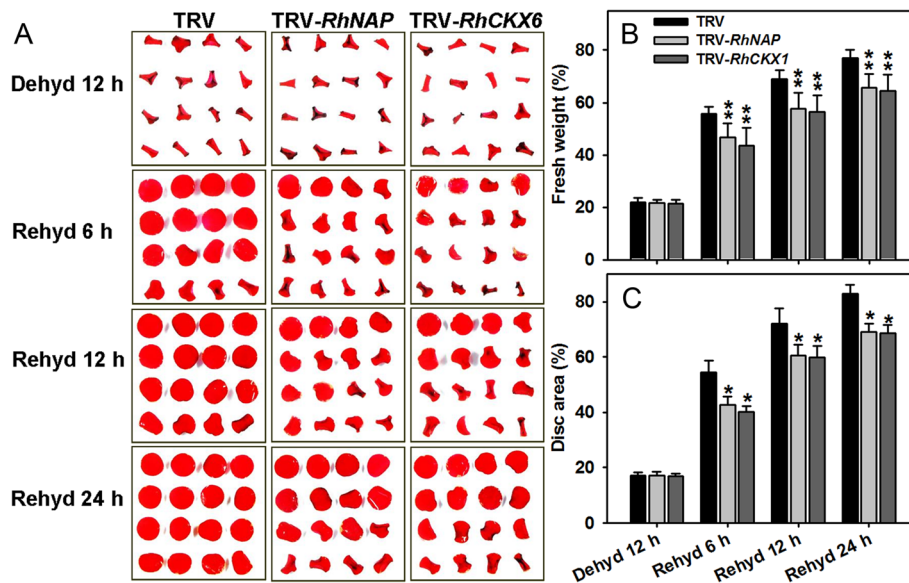 A
TRV
TRV-RhNAP
TRV-RhCKX6
Dehyd 12 h
Rehyd 6 h
Rehyd 12 h
Rehyd 24 h
B
TRV
TRV-RhNAP
TRV-RhCKX1
Fresh weight (%)
80
60
40
20
0
** ** ** ** ** **
C
Disc area (%)
80
60
40
20
0
* * * * * *
Dehyd 12 h
Rehyd 6 h
Rehyd 12 h
Rehyd 24 h